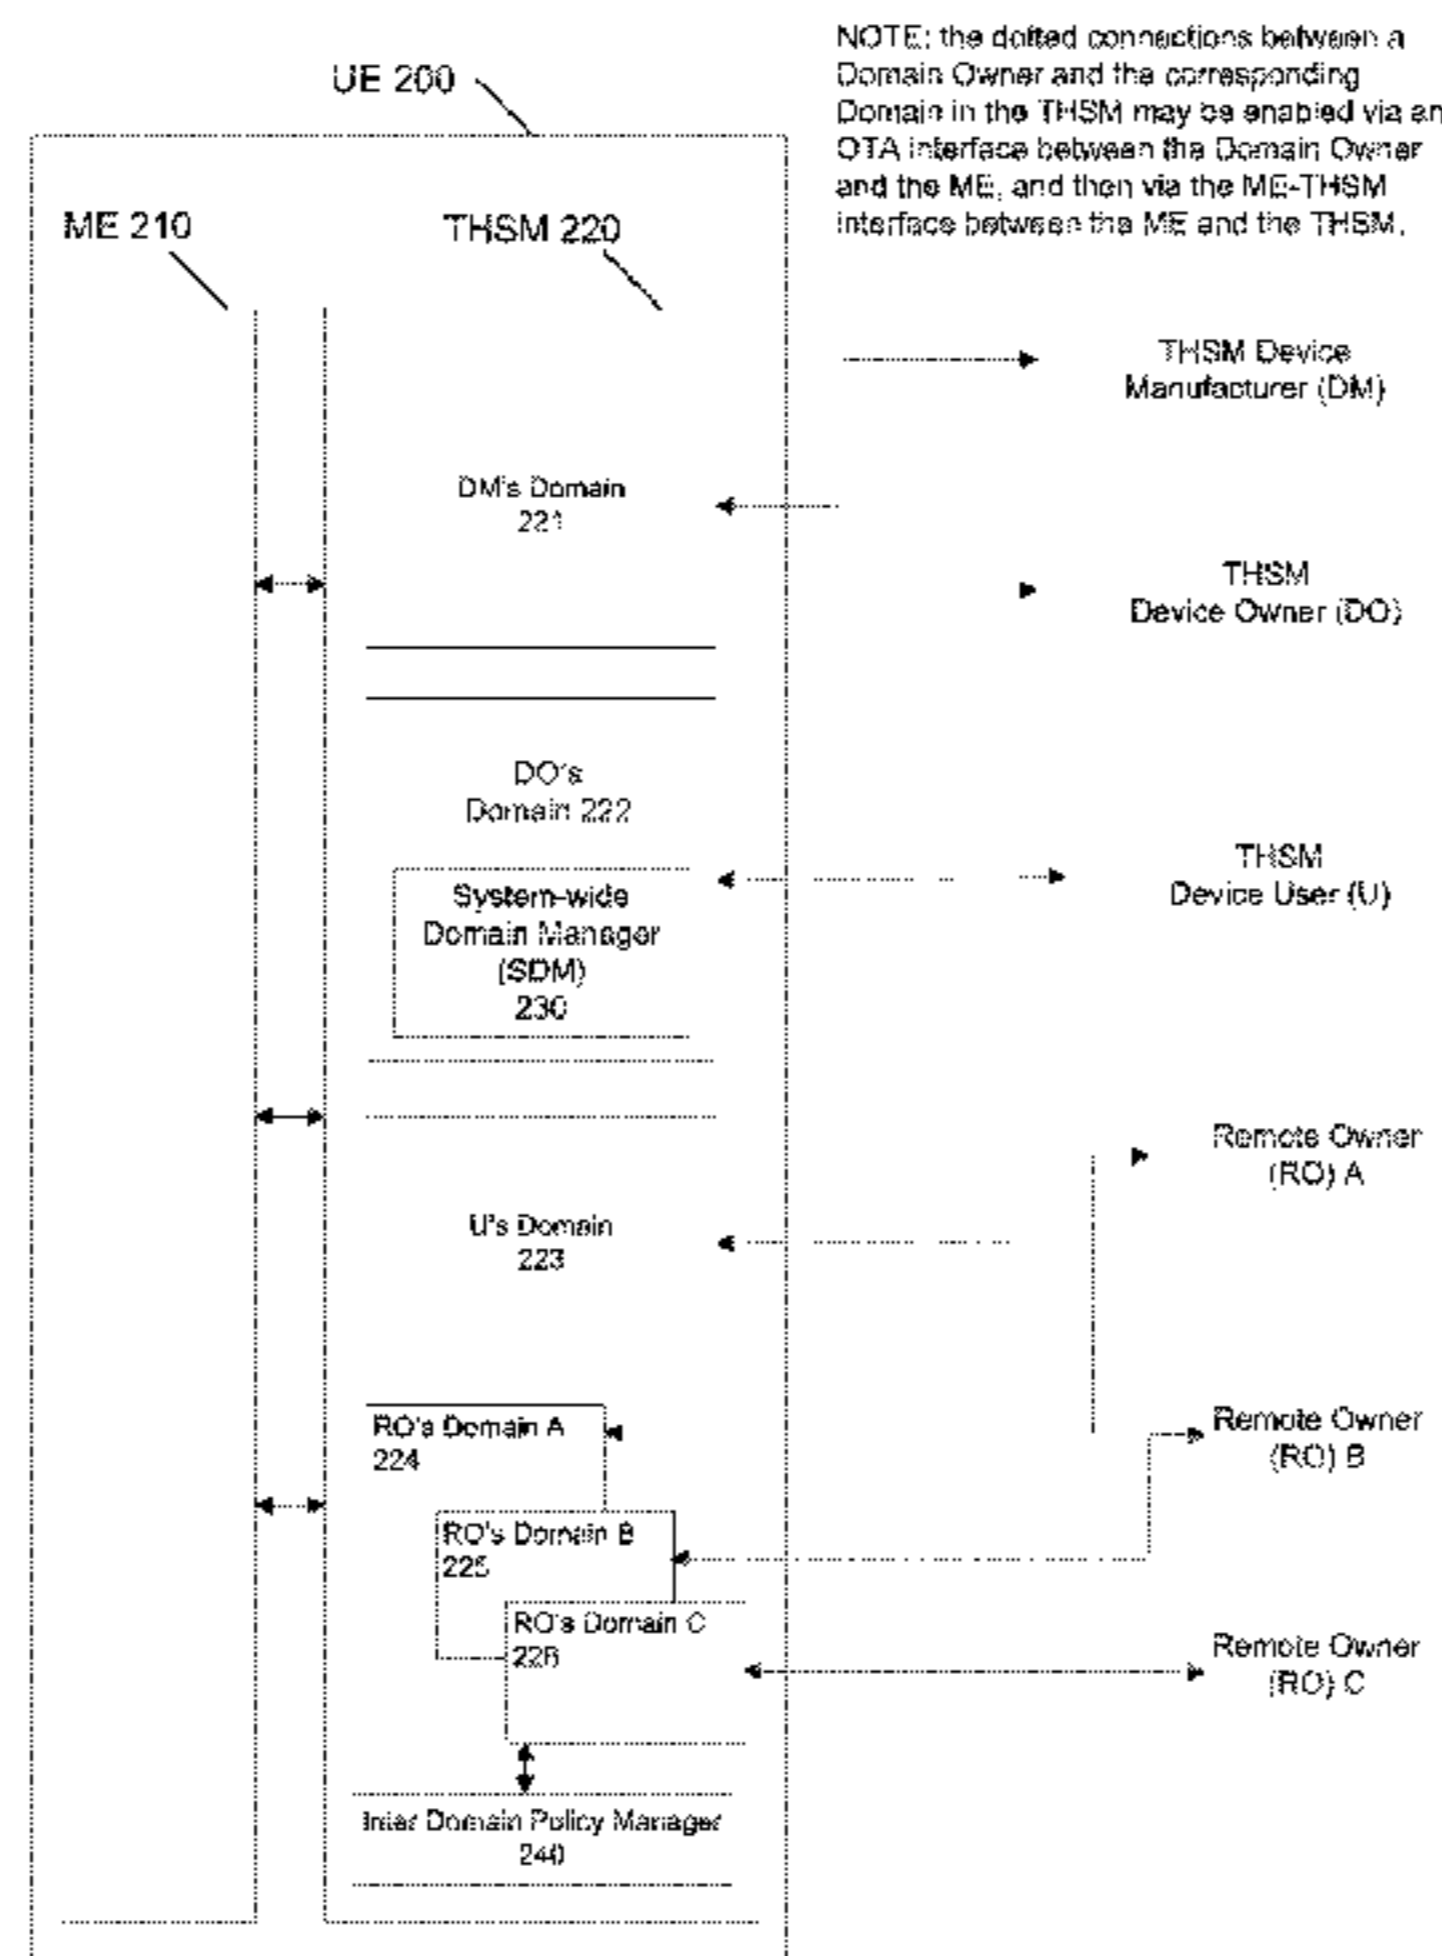 NOTE: the dotted connections between a
Domain Owner and the corresponding
Domain in the THSM may be enabled via an
OTA interface between the Domain Owner
and the ME, and then via the ME-THSM
interface between the ME and the THSM.
UE 200
ME 210
THSM 220
THSM Device
Manufacturer (DM)
DM's Domain
221
THSM
Device Owner (DO)
DO's
Domain 222
System-wide
Domain Manager
(SDM)
230
THSM
Device User (U)
Remote Owner
(RO) A
U's Domain
223
RO's Domain A
224
Remote Owner
(RO) B
RO's Domain B
225
RO's Domain C
226
Remote Owner
(RO) C
Inter Domain Policy Manager
240